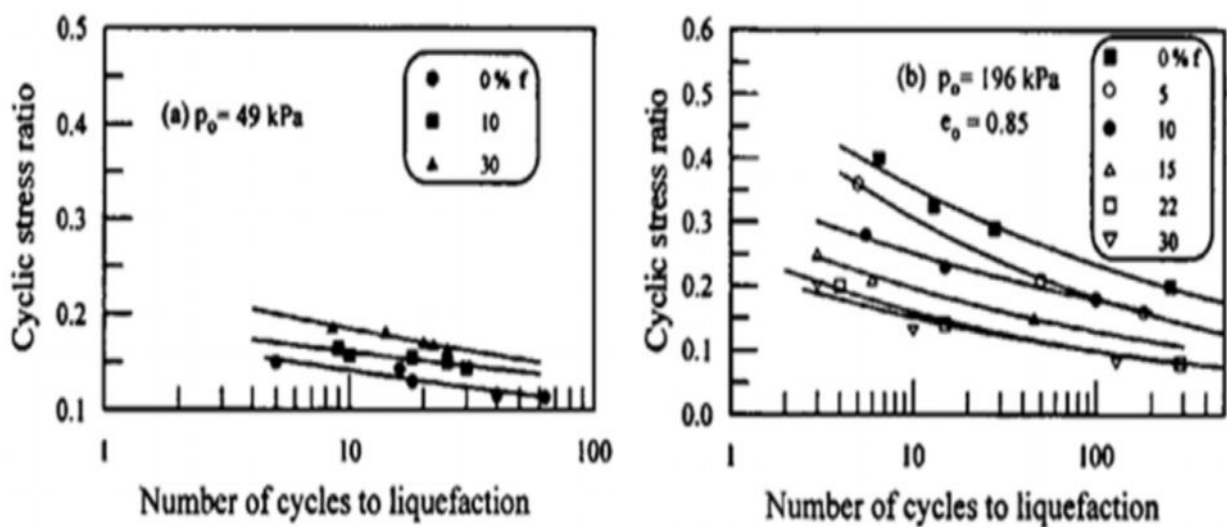 0.5
0.4
0.3
0.2
0.1
Cyclic stress ratio
(a) p₀= 49 kPa
0% f
10
30
1
10
100
Number of cycles to liquefaction
0.6
0.5
0.4
0.3
0.2
0.1
0.0
Cyclic stress ratio
(b) p₀= 196 kPa
e₀ = 0.85
0% f
5
10
15
22
30
1
10
100
Number of cycles to liquefaction